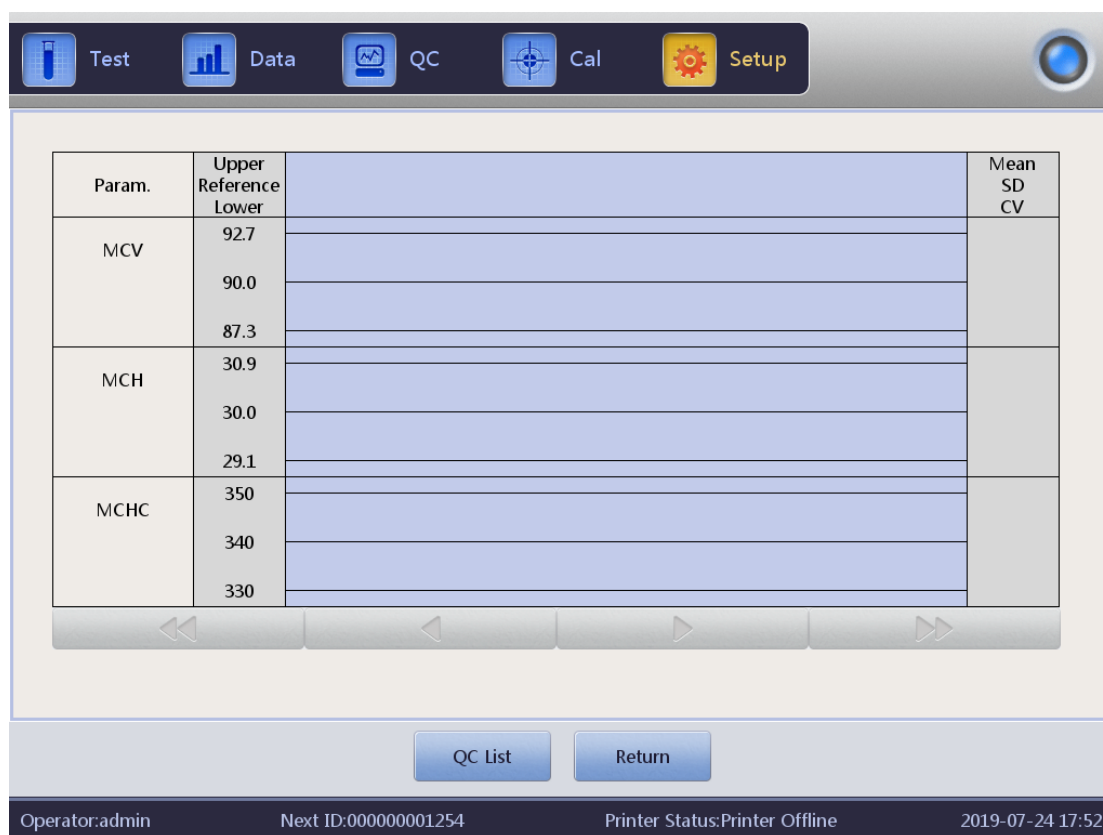 Test Data QC Cal Setup
Param.
Upper
Reference
Lower
Mean
SD
CV
MCV
92.7
90.0
87.3
MCH
30.9
30.0
29.1
MCHC
350
340
330
QC List Return
Operator:admin Next ID:000000001254 Printer Status:Printer Offline 2019-07-24 17:52